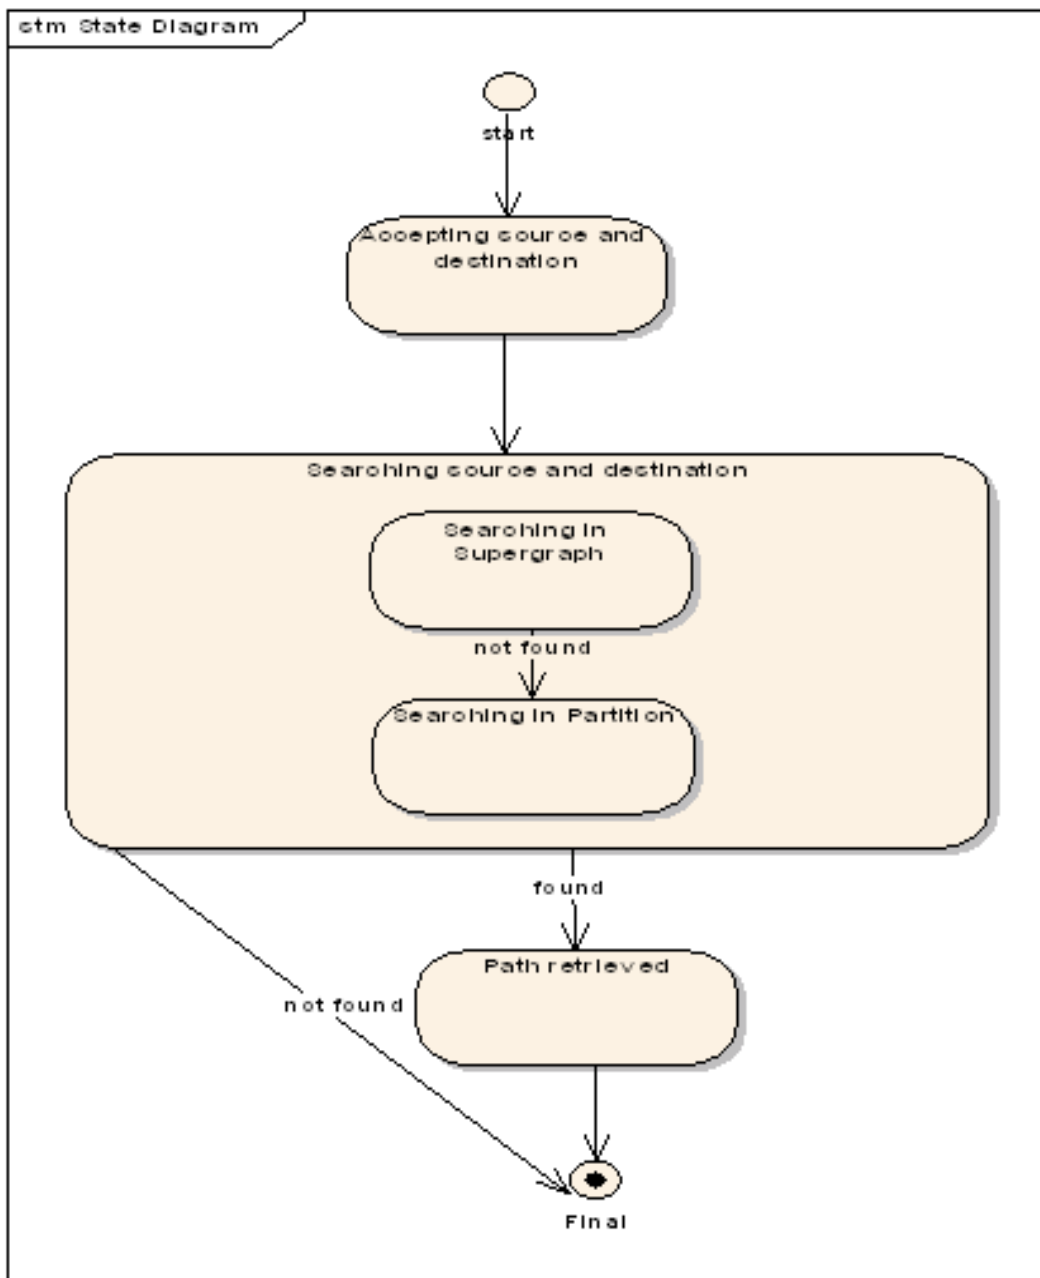 stm State Diagram
start
Accepting source and
destination
Searching source and destination
Searching in
Supergraph
not found
Searching in Partition
found
Path retrieved
not found
Final